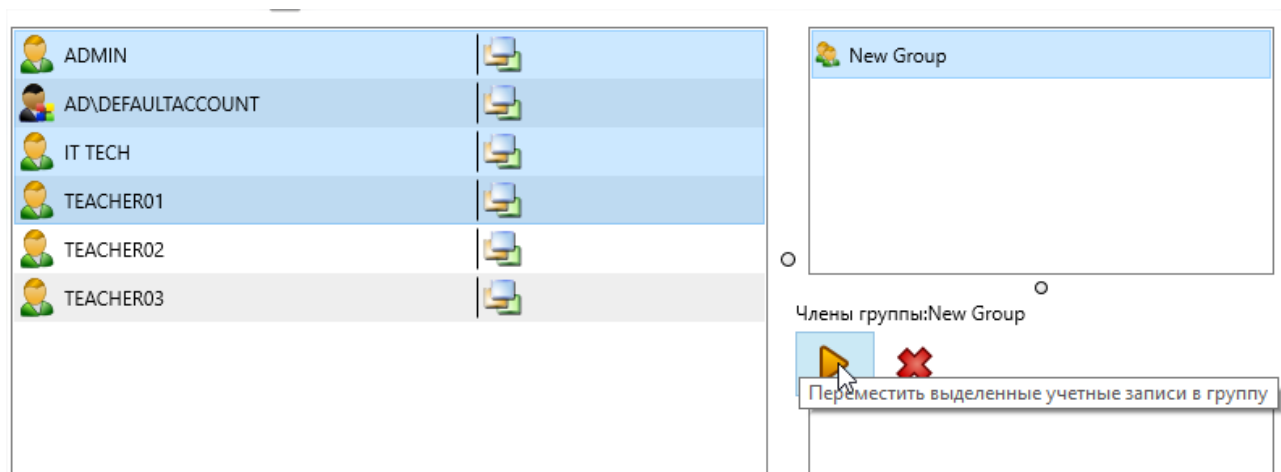 ADMIN
AD\DEFAULTACCOUNT
IT TECH
TEACHER01
TEACHER02
TEACHER03
New Group
Члены группы:New Group
Переместить выделенные учетные записи в группу